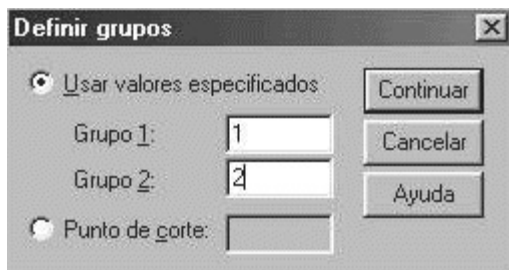 Definir grupos
Usar valores especificados
Continuar
Grupo 1: 1
Cancelar
Grupo 2: 2
Ayuda
Punto de corte: